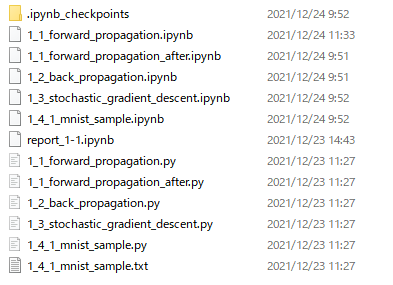 .ipynb_checkpoints 2021/12/24 9:52
1_1_forward_propagation.ipynb 2021/12/24 11:33
1_1_forward_propagation_after.ipynb 2021/12/24 9:51
1_2_back_propagation.ipynb 2021/12/24 9:51
1_3_stochastic_gradient_descent.ipynb 2021/12/24 9:52
1_4_1_mnist_sample.ipynb 2021/12/24 9:52
report_1-1.ipynb 2021/12/23 14:43
1_1_forward_propagation.py 2021/12/23 11:27
1_1_forward_propagation_after.py 2021/12/23 11:27
1_2_back_propagation.py 2021/12/23 11:27
1_3_stochastic_gradient_descent.py 2021/12/23 11:27
1_4_1_mnist_sample.py 2021/12/23 11:27
1_4_1_mnist_sample.txt 2021/12/23 11:27